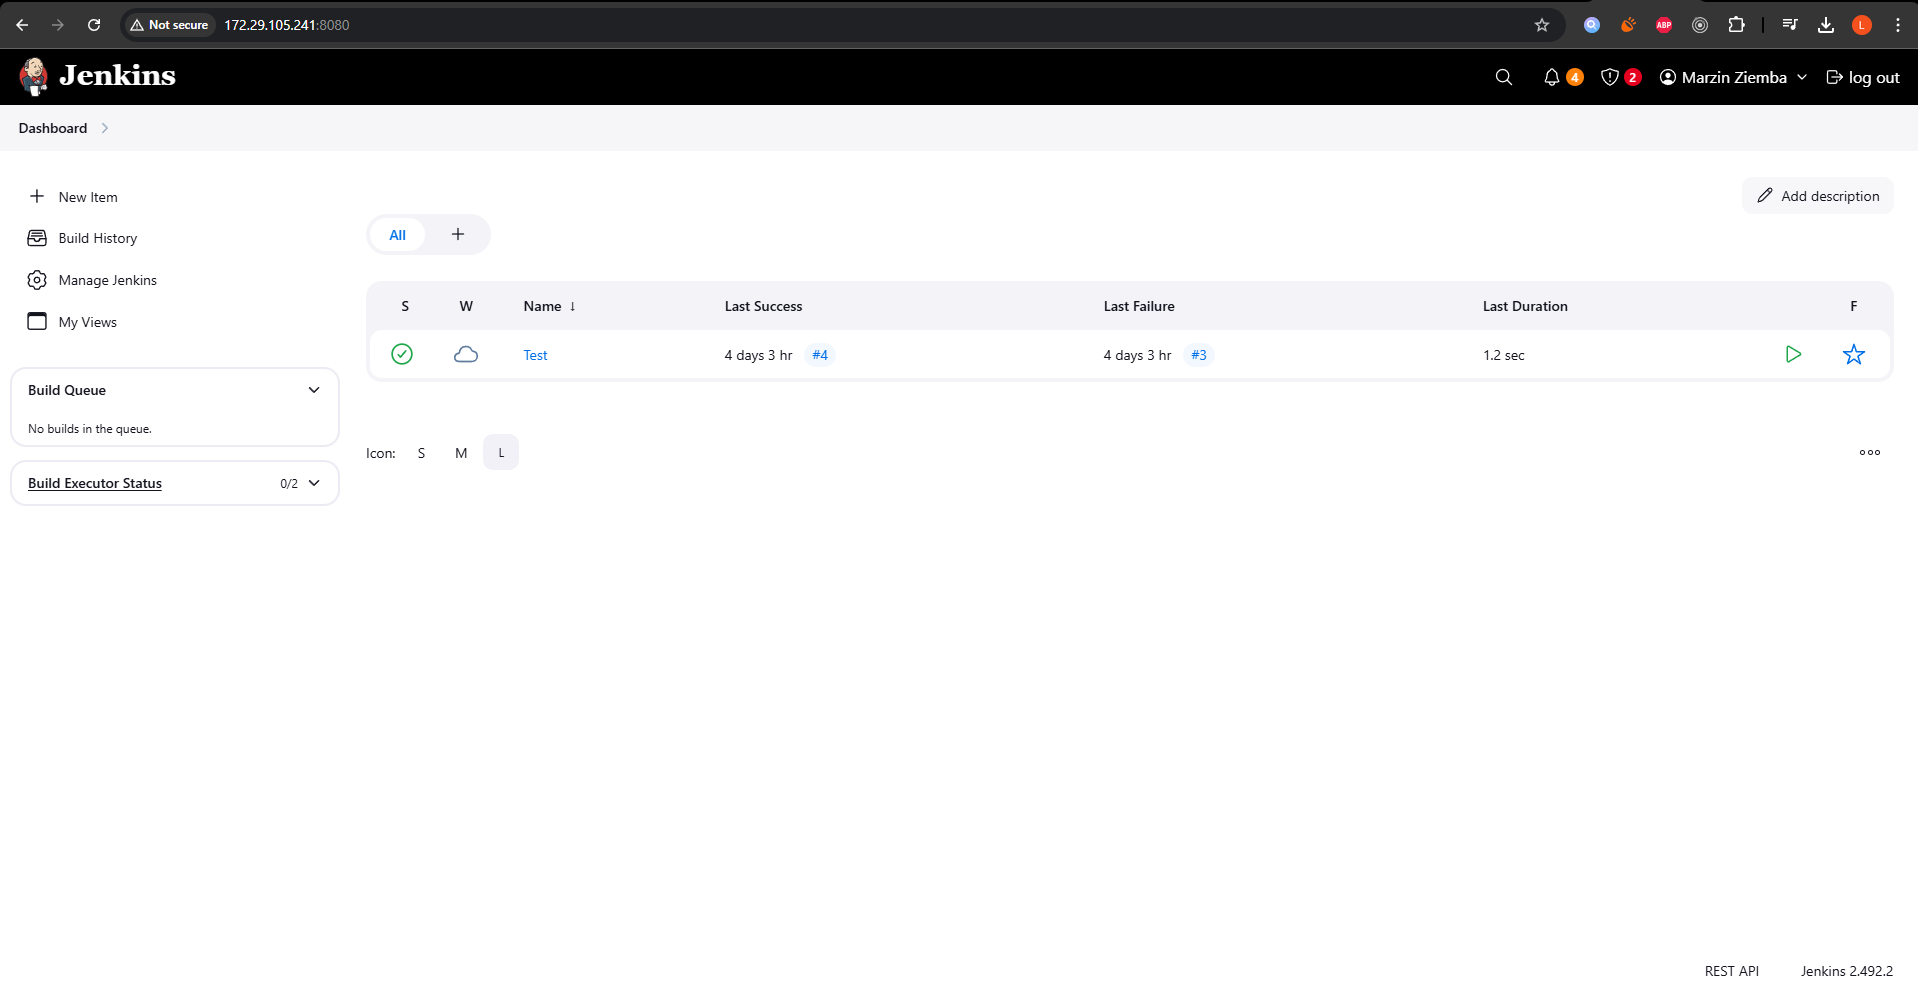 Not secure 172.29.105.241:8080 ABP L
Jenkins 4 2 Marzin Ziemba log out
Dashboard
New Item
Build History
Manage Jenkins
My Views
Build Queue
No builds in the queue.
Build Executor Status 0/2
Add description
All +
S W Name ↓ Last Success Last Failure Last Duration F
Test 4 days 3 hr #4 4 days 3 hr #3 1.2 sec
Icon: S M L
REST API Jenkins 2.492.2